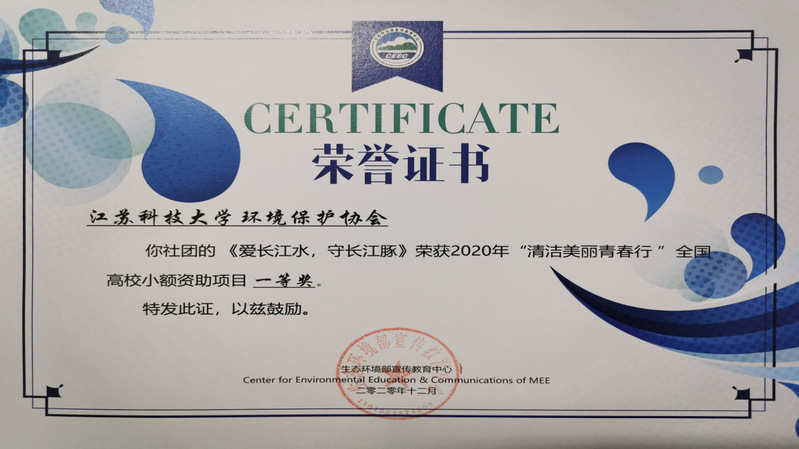 CEEC
CERTIFICATE
荣誉证书
江苏科技大学环境保护协会
你社团的《爱长江水，守长江豚》荣获2020年“清洁美丽青春行”全国
高校小额资助项目 一等奖。
特发此证，以兹鼓励。
生态环境部宣传教育中心
Center for Environmental Education & Communications of MEE
二〇二〇年十二月